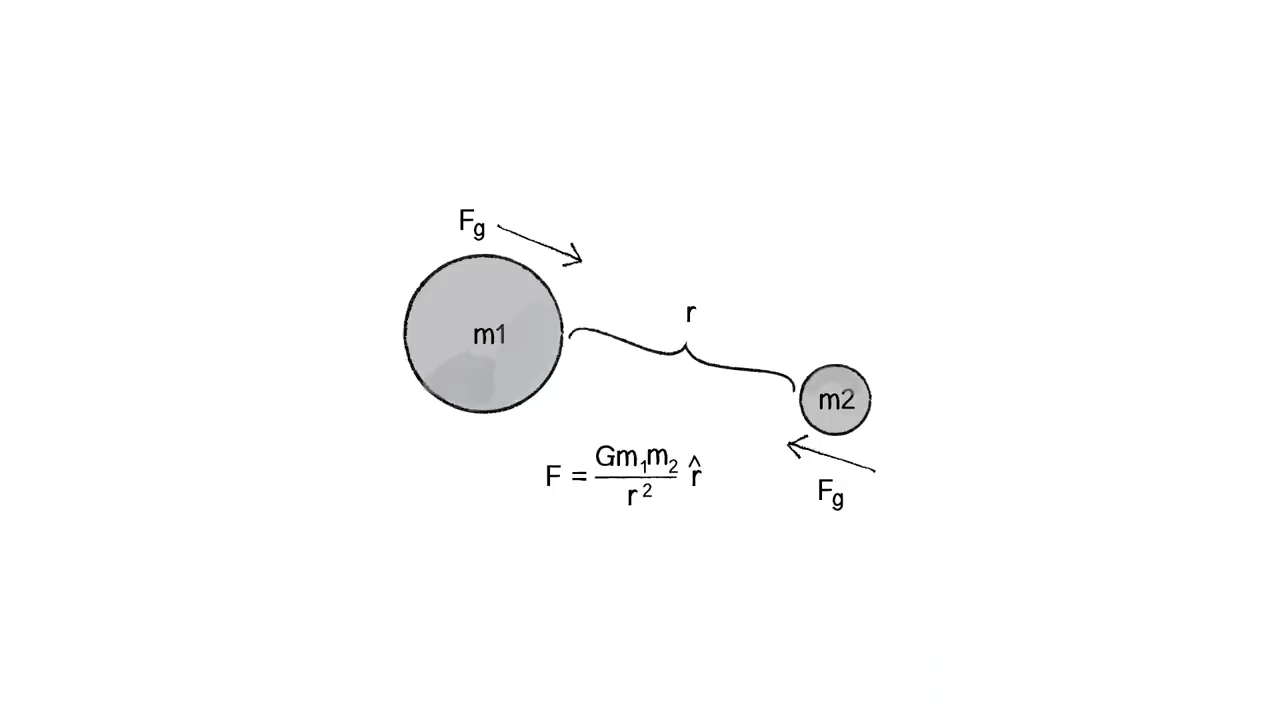 Fg
m1
r
m2
F = Gm₁m₂/r² r̂
Fg